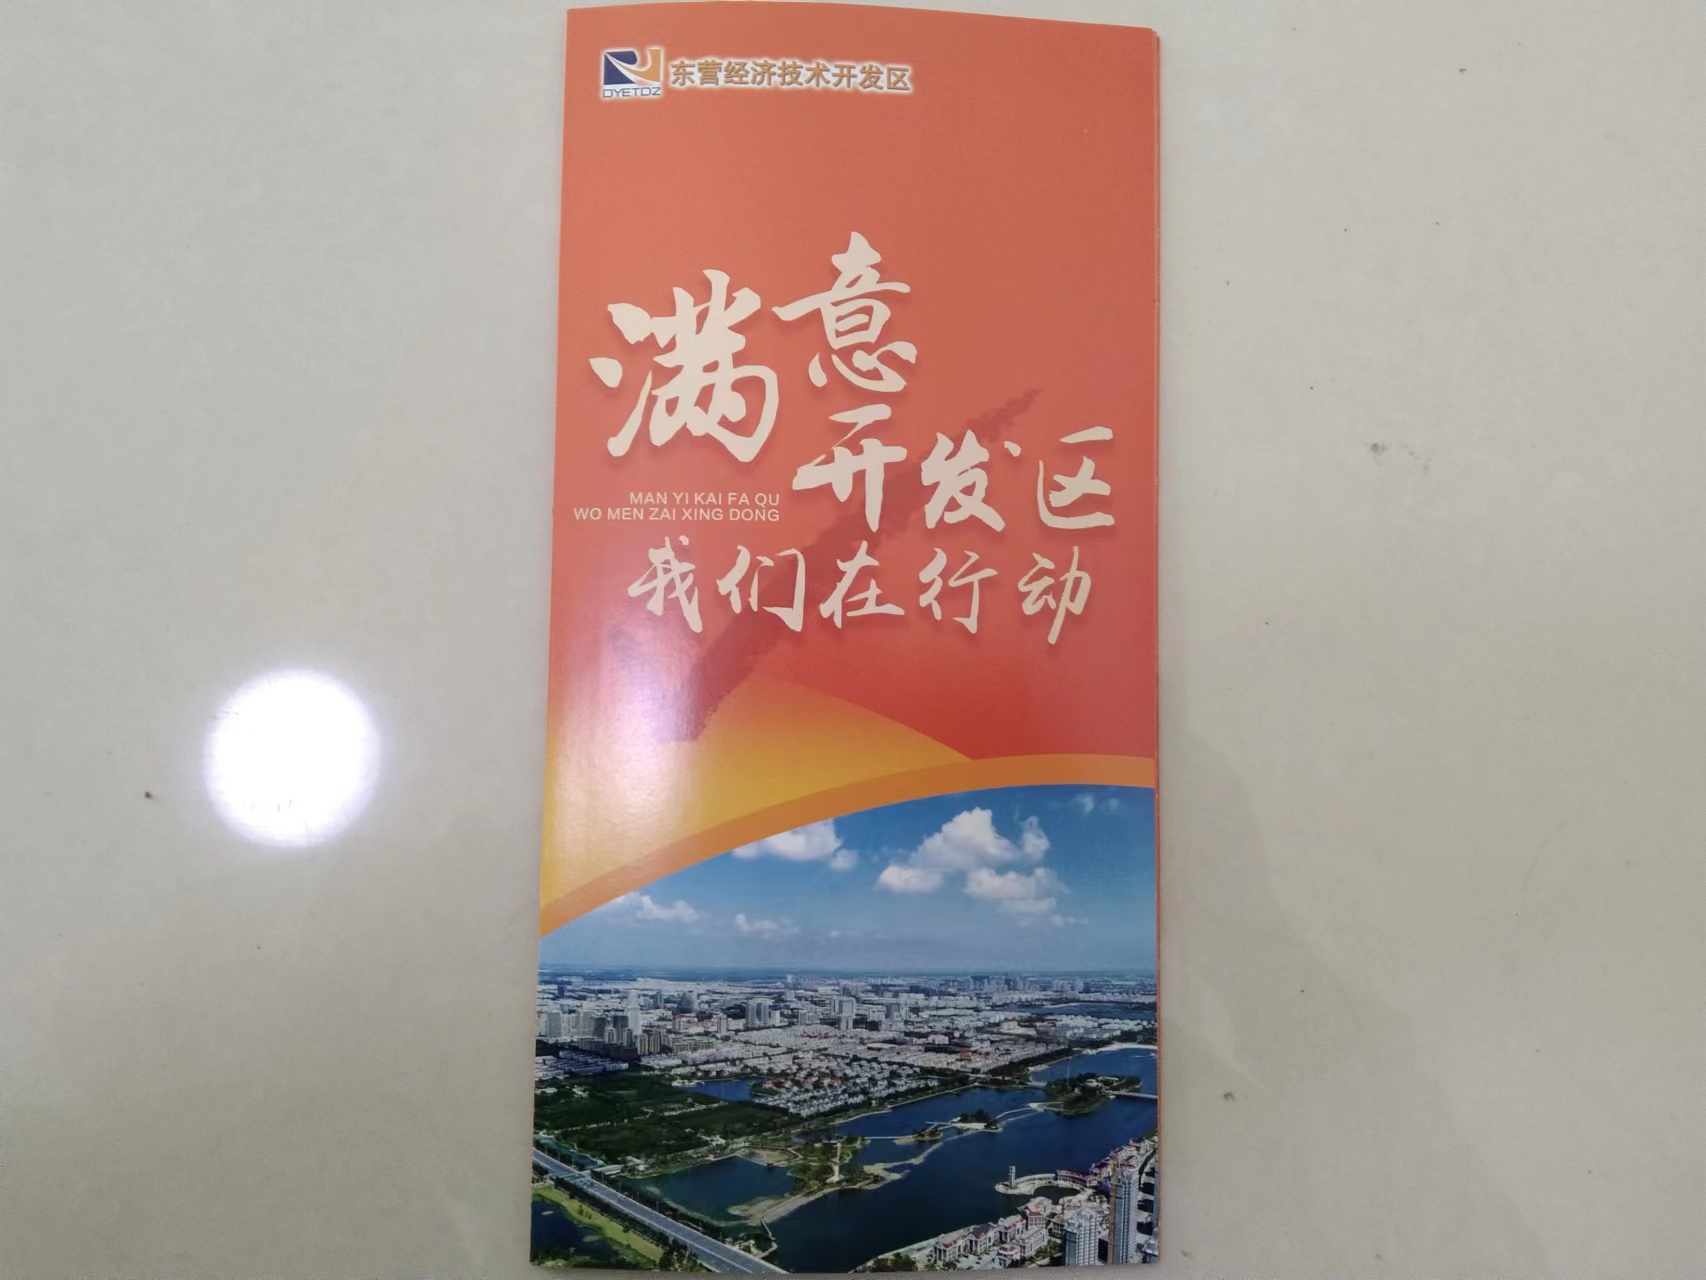 DYETDZ 东营经济技术开发区
满意
开发区
MAN YI KAI FA QU
WO MEN ZAI XING DONG
我们在行动